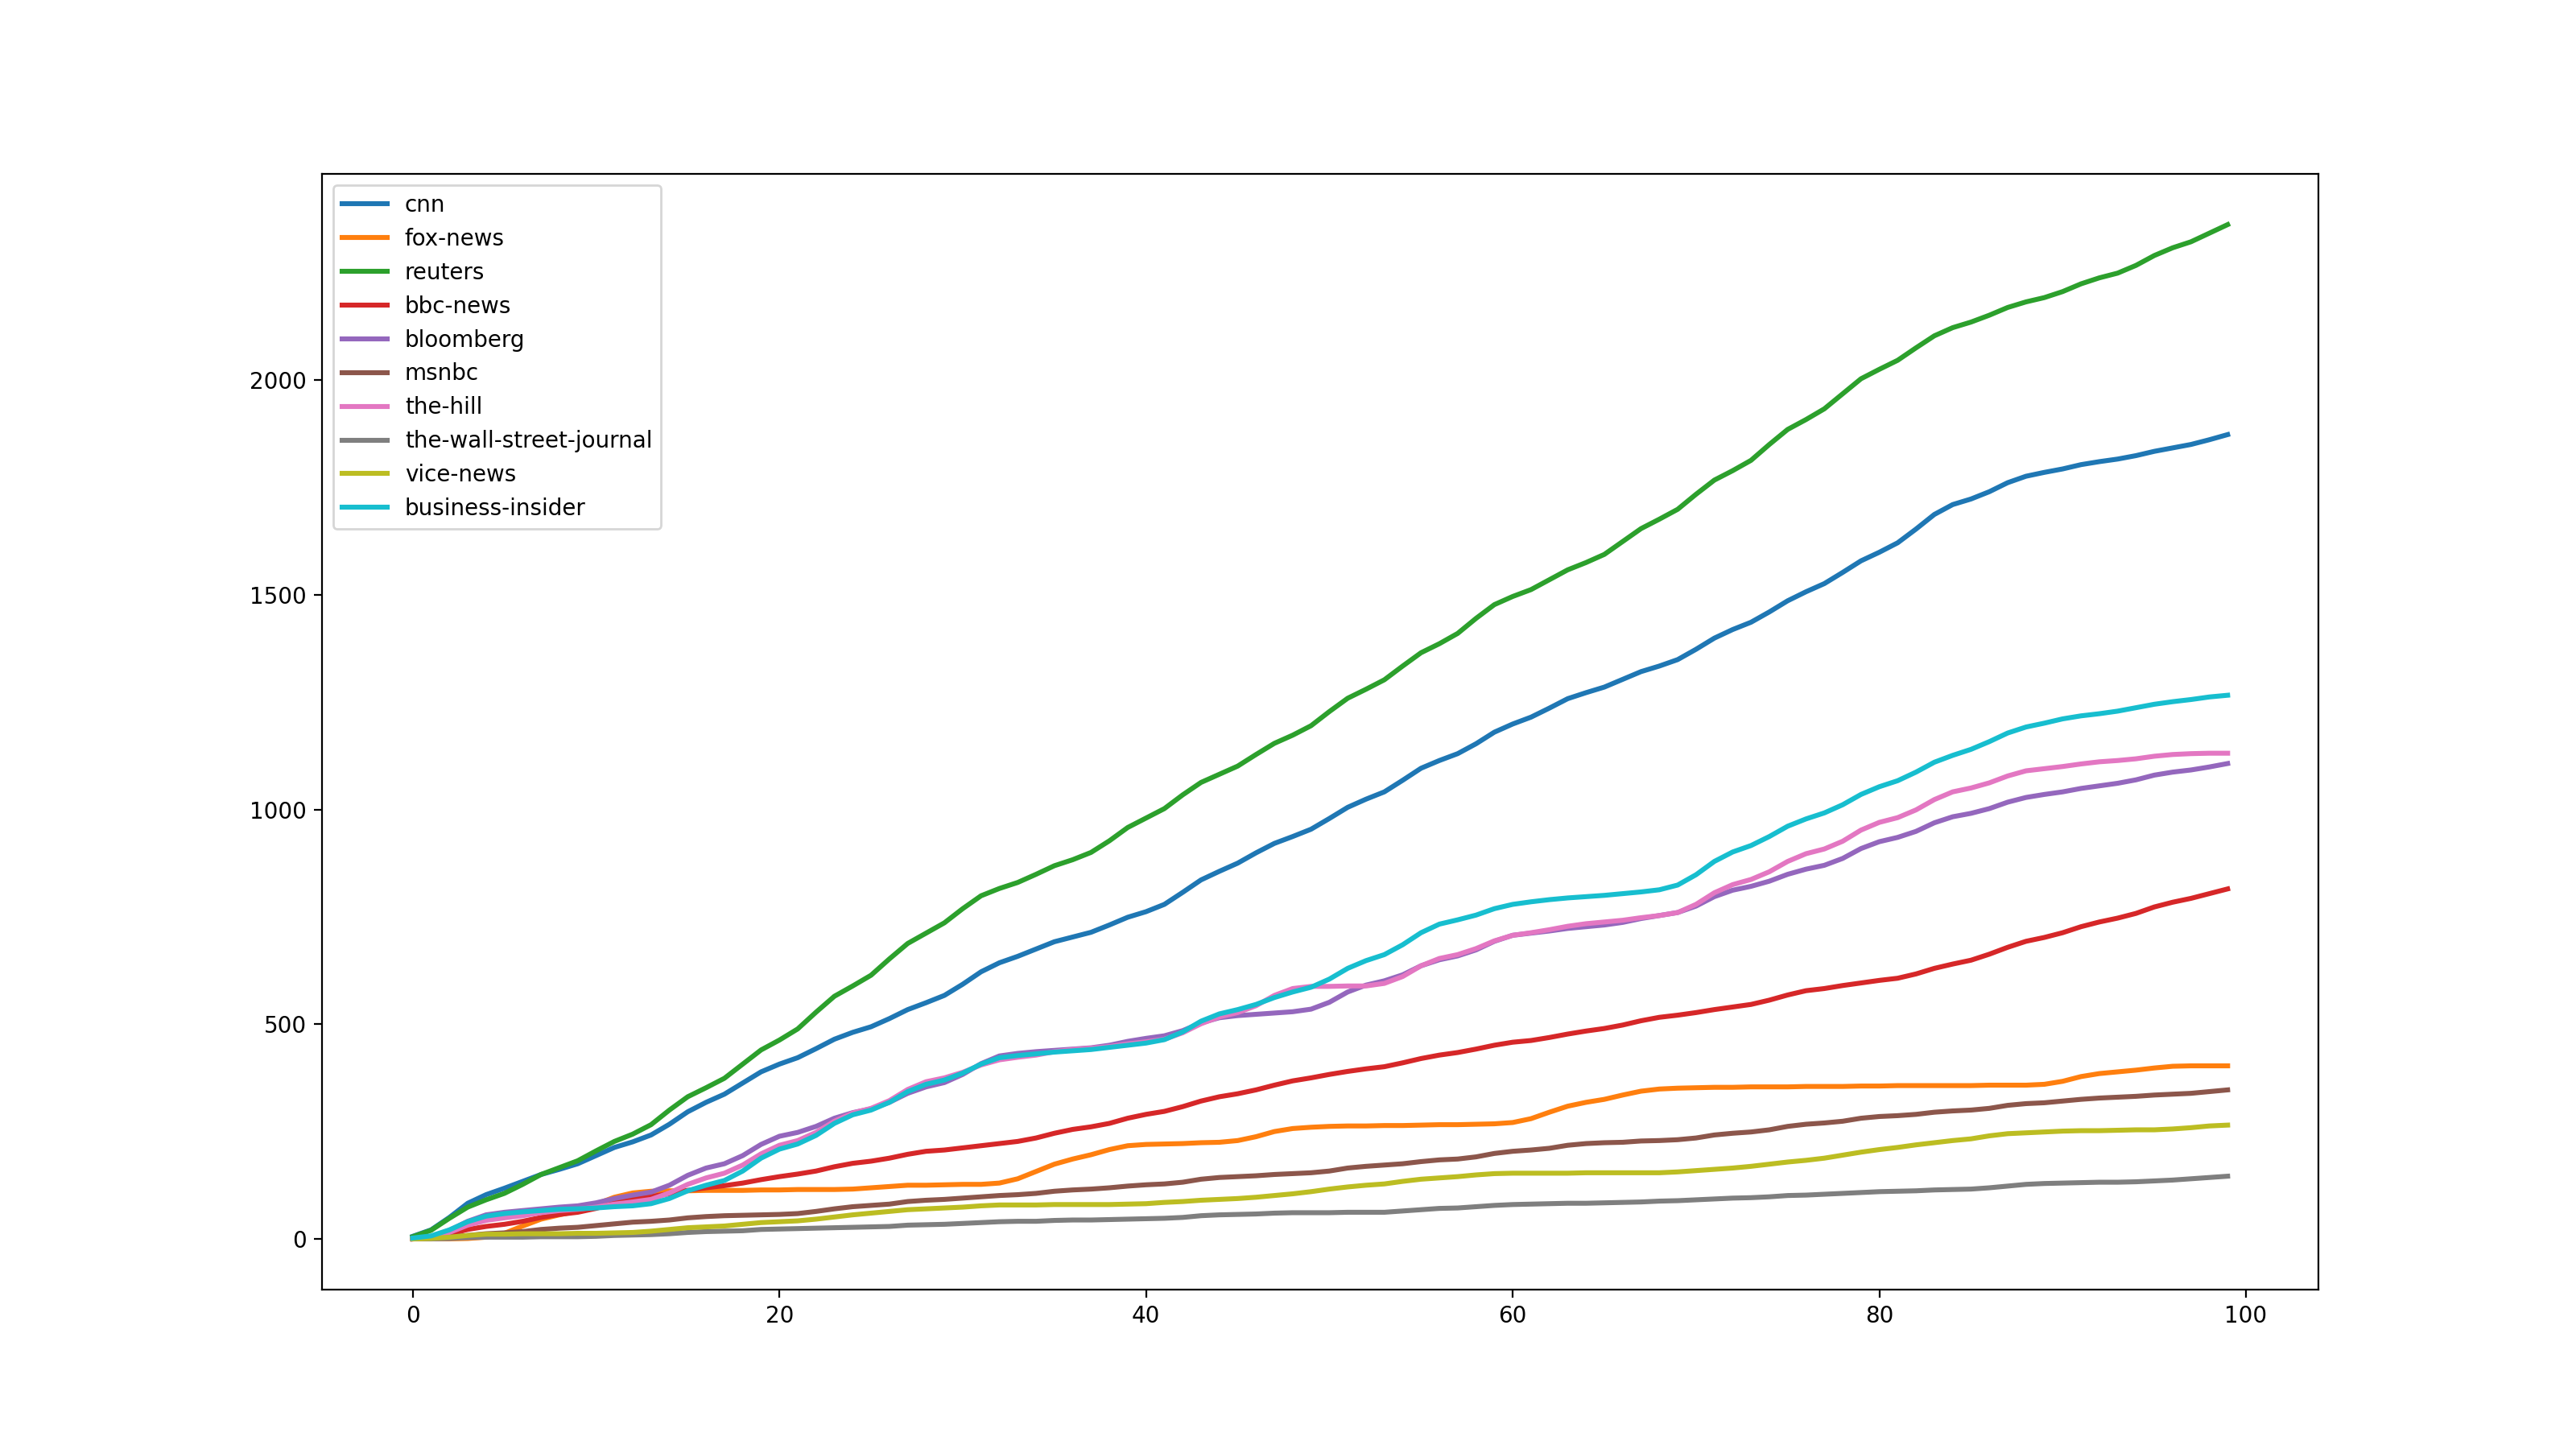 cnn
fox-news
reuters
bbc-news
bloomberg
msnbc
the-hill
the-wall-street-journal
vice-news
business-insider
2000
1500
1000
500
0
0 20 40 60 80 100